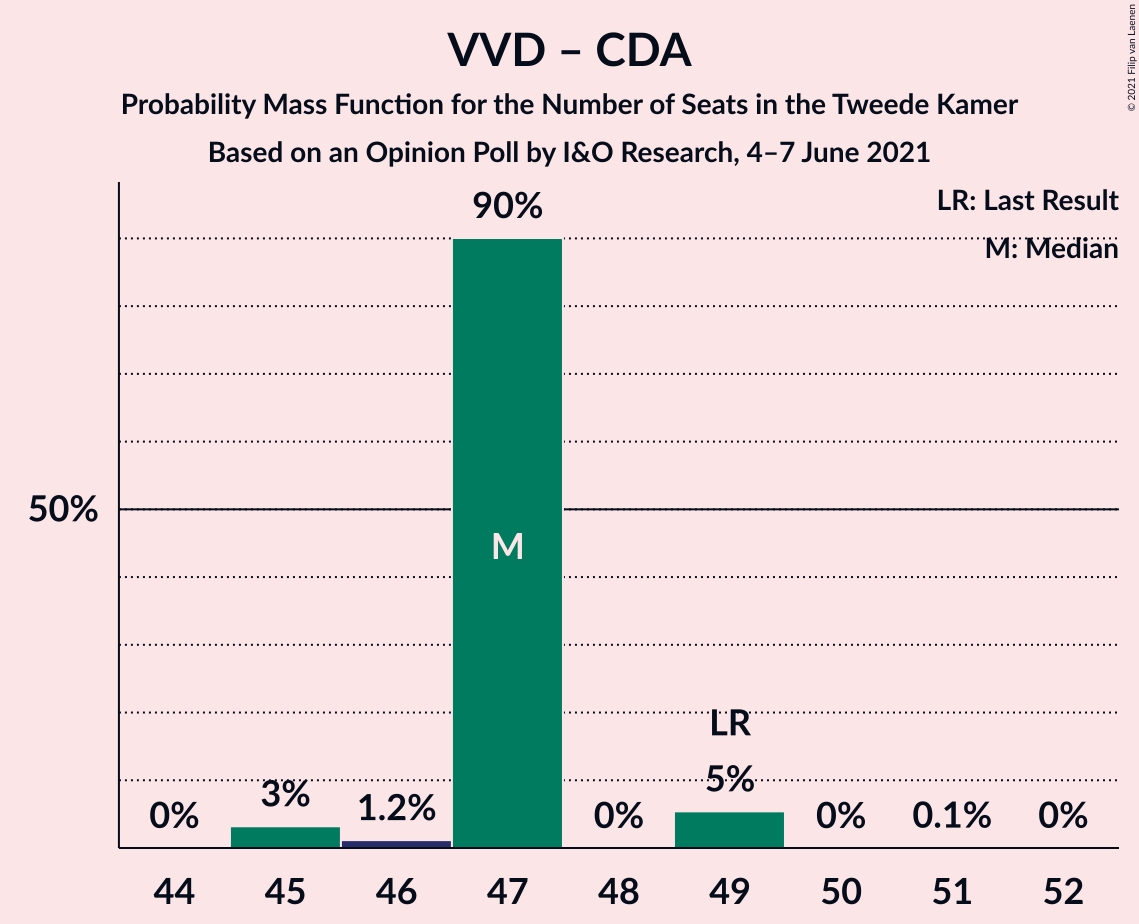 VVD – CDA
Probability Mass Function for the Number of Seats in the Tweede Kamer
Based on an Opinion Poll by I&O Research, 4–7 June 2021
© 2021 Filip van Laenen
LR: Last Result
M: Median
90%
50%
M
LR
0% 3% 1.2% 0% 5% 0% 0.1% 0%
44 45 46 47 48 49 50 51 52